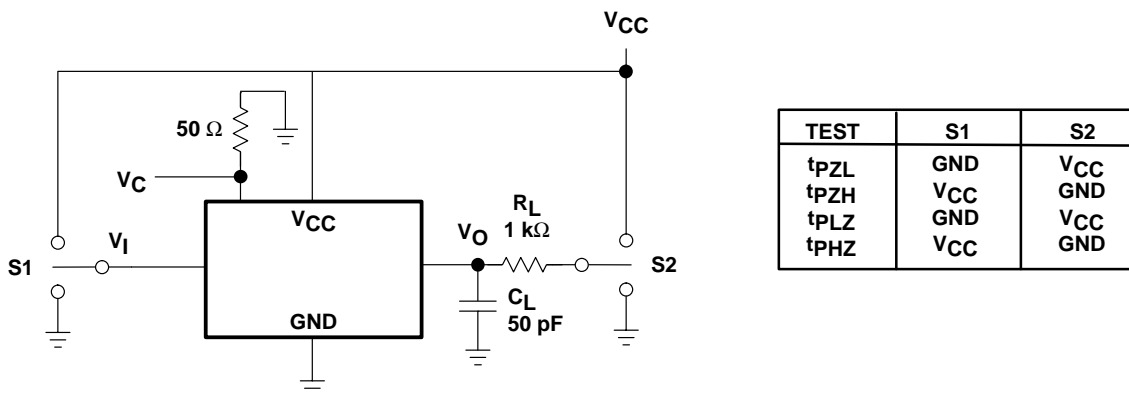 VCC
50 Ω
VC
VCC
RL
1 kΩ
VI
VO
S1
S2
CL
50 pF
GND
TEST S1 S2
tPZL GND VCC
tPZH VCC GND
tPLZ GND VCC
tPHZ VCC GND